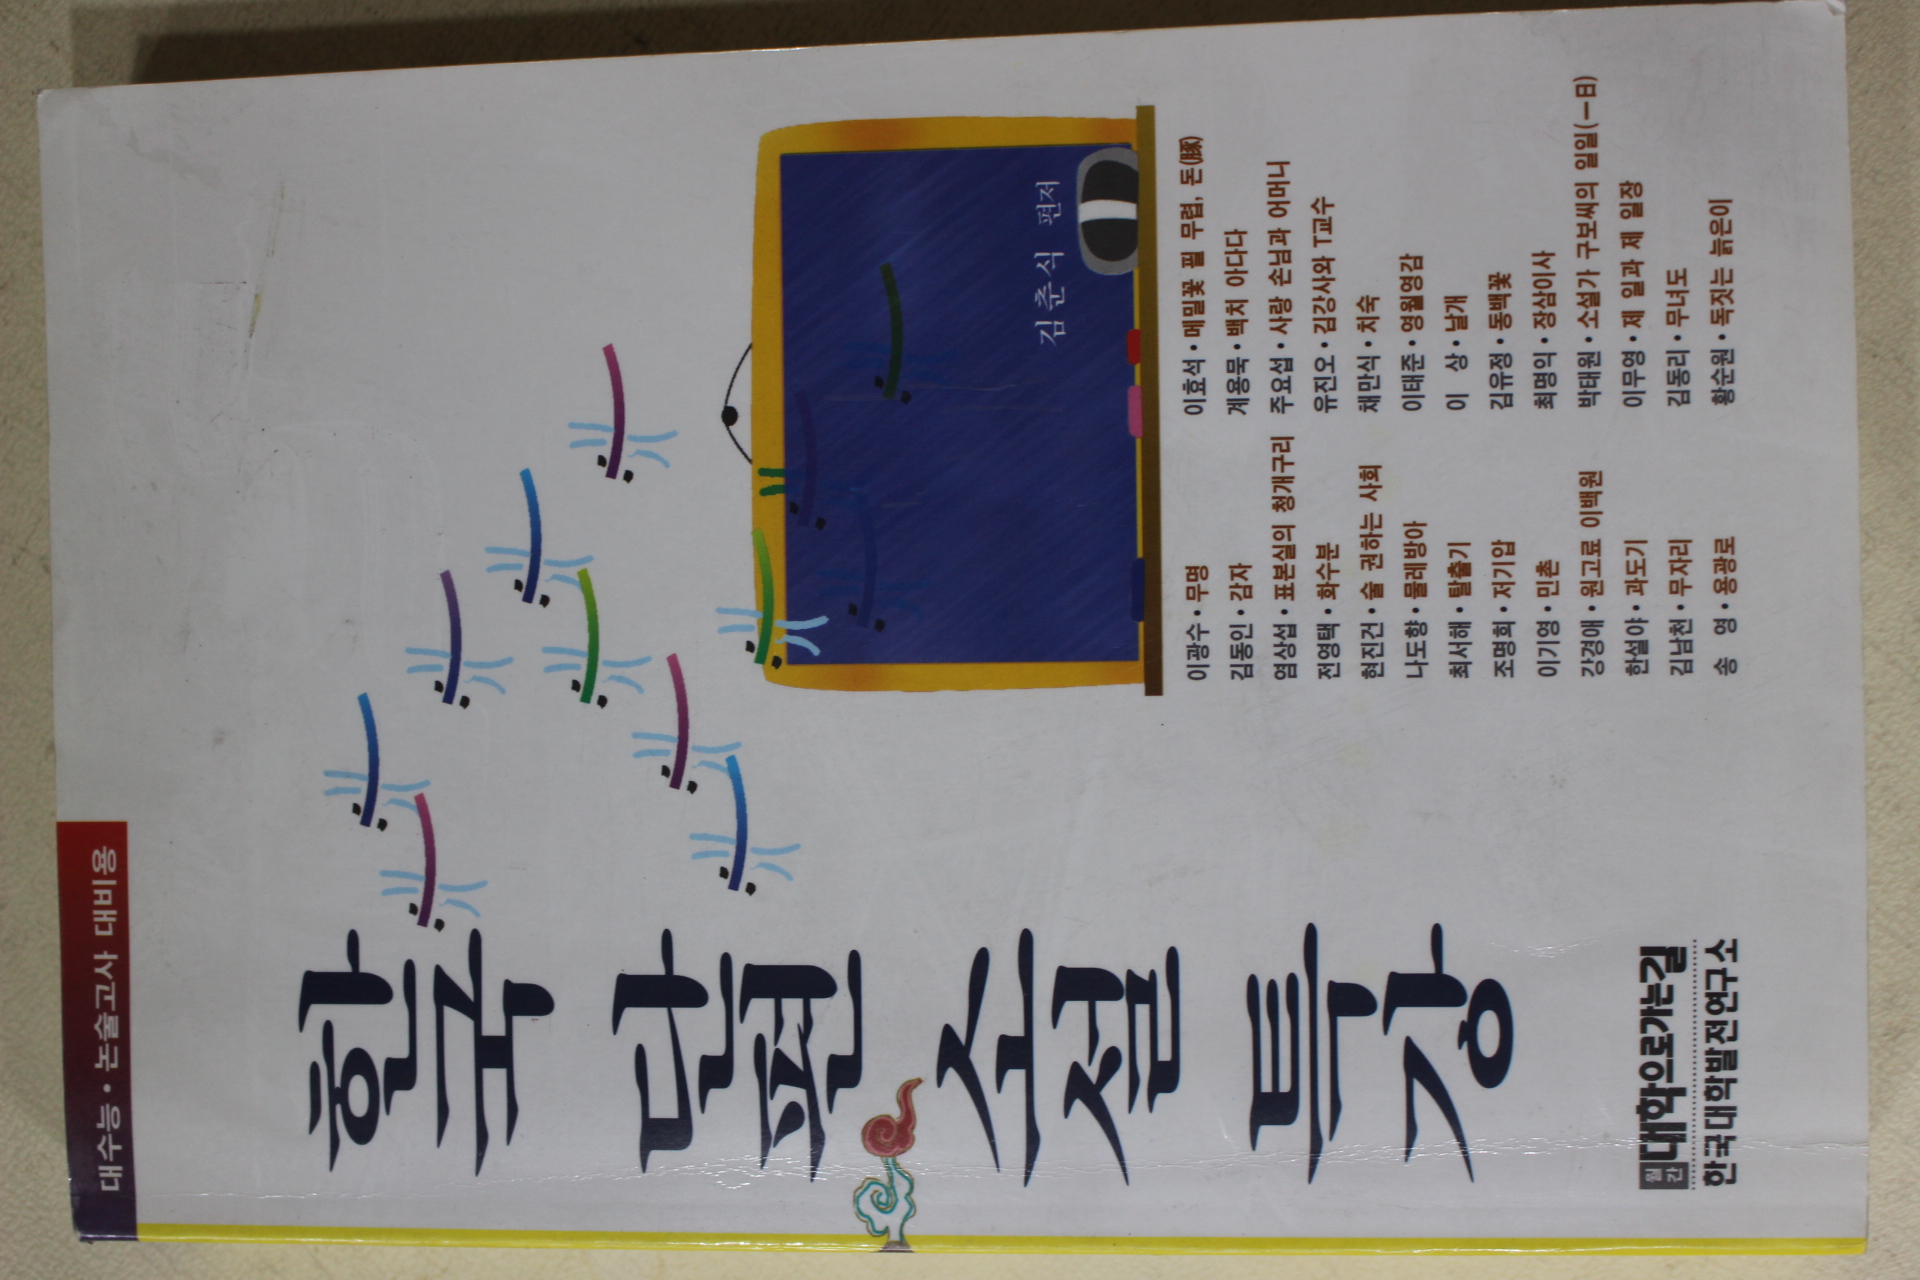 대수능·논술고사 대비용
한국
단편
소설
특강
김춘식 편저
이광수·무명
김동인·감자
염상섭·표본실의 청개구리
전영택·화수분
현진건·술 권하는 사회
나도향·물레방아
최서해·탈출기
조명희·저기압
이기영·민촌
강경애·원고료 이백원
한설야·과도기
김남천·무자리
송 영·용광로
이효석·메밀꽃 필 무렵, 돈(豚)
계용묵·백치 아다다
주요섭·사랑 손님과 어머니
유진오·김강사와 T교수
채만식·치숙
이태준·영월영감
이 상·날개
김유정·동백꽃
최명익·장삼이사
박태원·소설가 구보씨의 일일(一日)
이무영·제 일과 제 일장
김동리·무녀도
황순원·독짓는 늙은이
월간 대학으로가는길
한국대학발전연구소